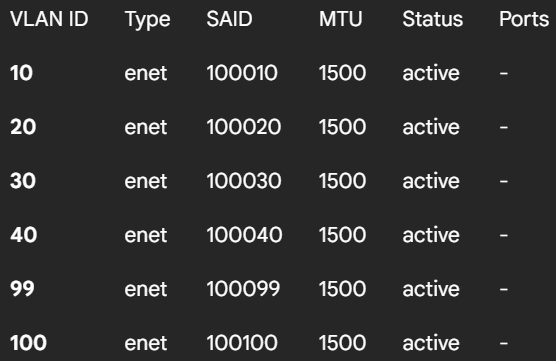 VLAN ID Type SAID MTU Status Ports
10 enet 100010 1500 active -
20 enet 100020 1500 active -
30 enet 100030 1500 active -
40 enet 100040 1500 active -
99 enet 100099 1500 active -
100 enet 100100 1500 active -